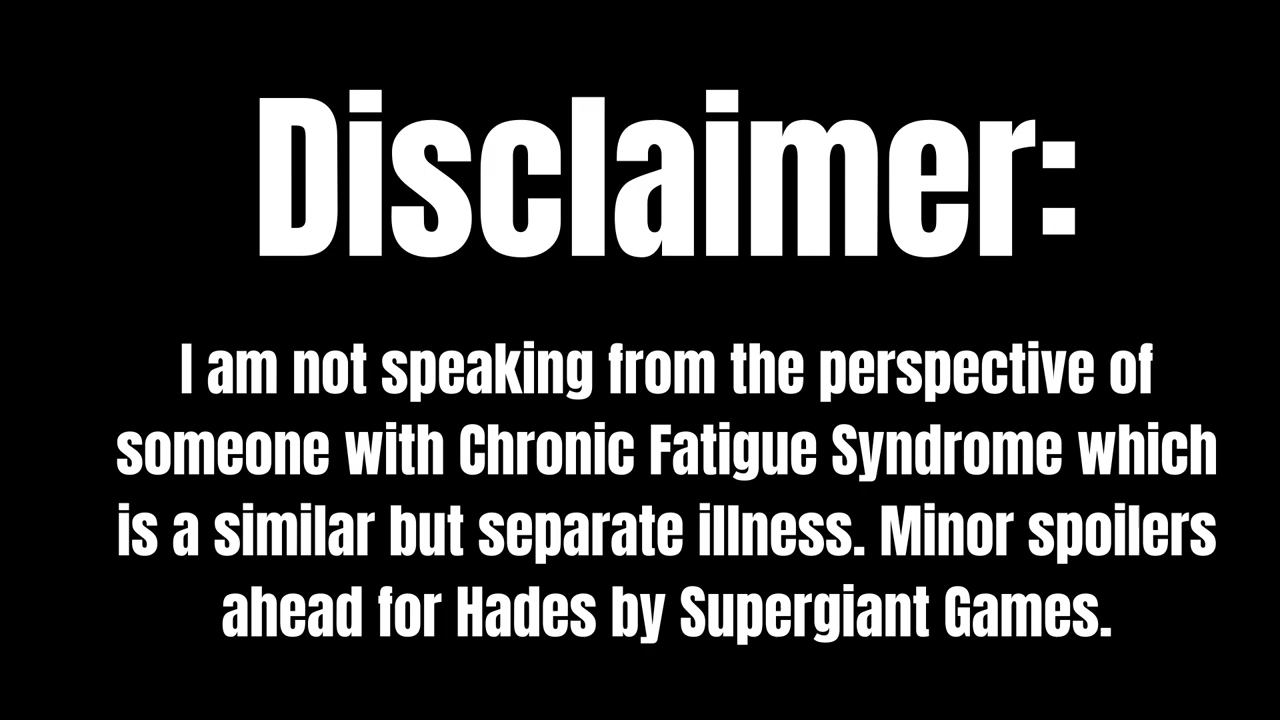 Disclaimer:
I am not speaking from the perspective of
someone with Chronic Fatigue Syndrome which
is a similar but separate illness. Minor spoilers
ahead for Hades by Supergiant Games.